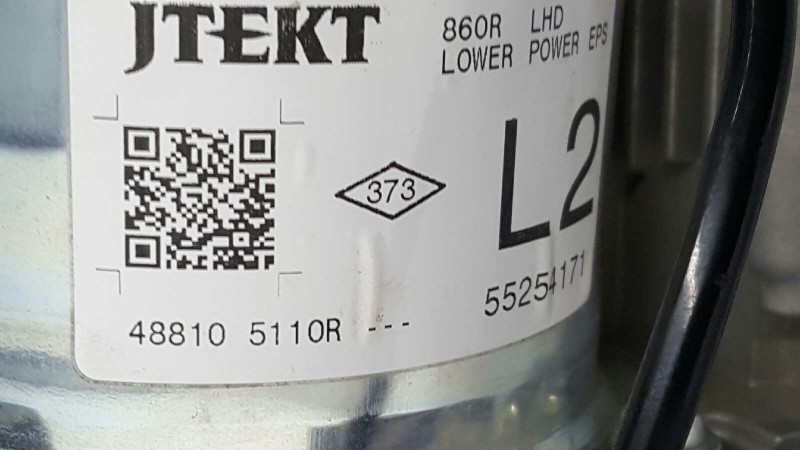 JTEKT
860R LHD
LOWER POWER EPS
373
L2
55254171
48810 5110R ---